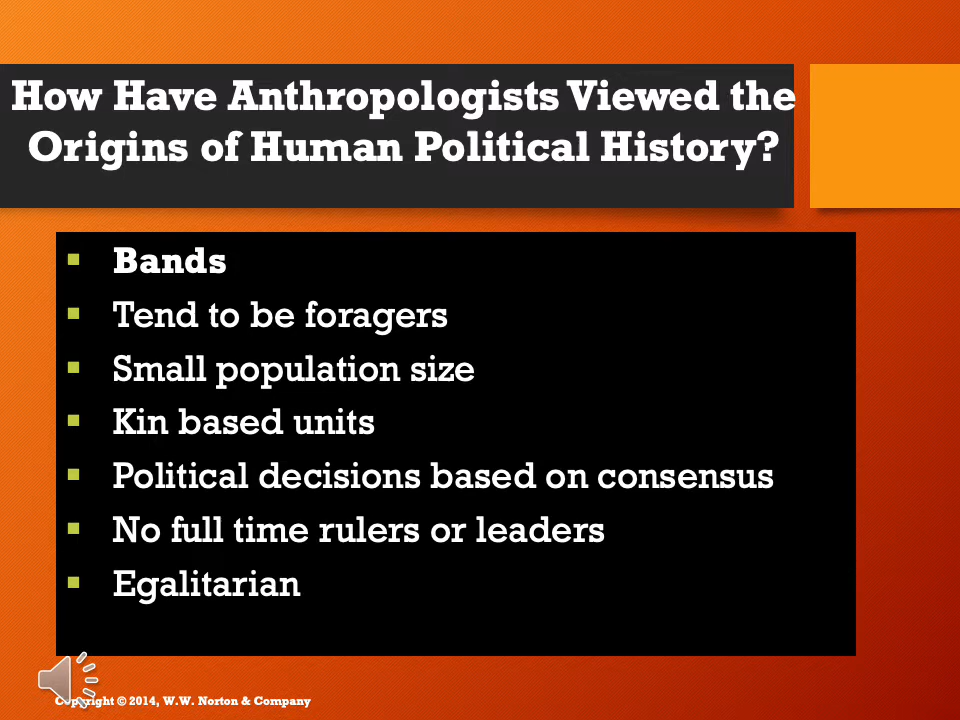 How Have Anthropologists Viewed the
Origins of Human Political History?
Bands
Tend to be foragers
Small population size
Kin based units
Political decisions based on consensus
No full time rulers or leaders
Egalitarian
Copyright © 2014, W.W. Norton & Company